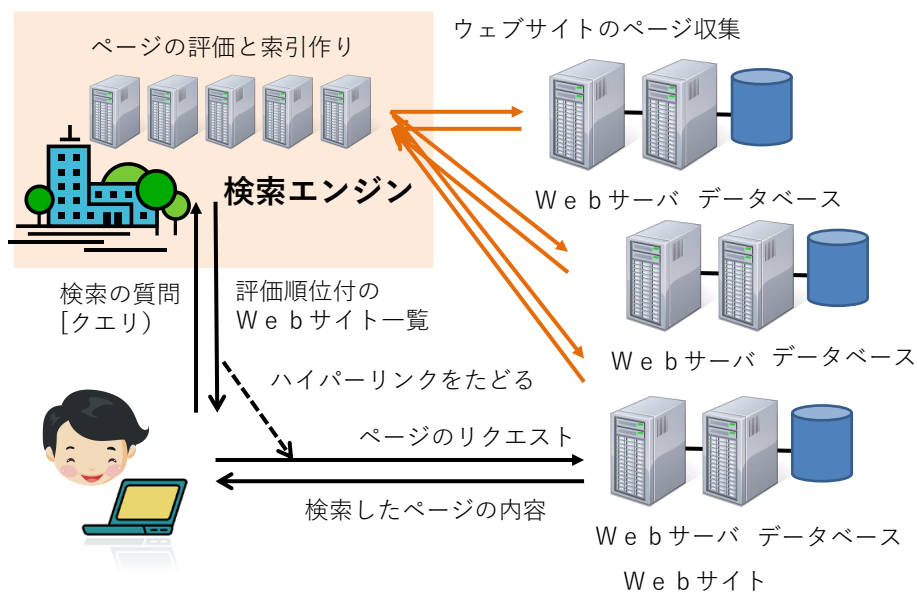 ページの評価と索引作り
ウェブサイトのページ収集
検索エンジン
Ｗｅｂサーバ データベース
検索の質問
[クエリ）
評価順位付の
Ｗｅｂサイト一覧
Ｗｅｂサーバ データベース
ハイパーリンクをたどる
ページのリクエスト
検索したページの内容
Ｗｅｂサーバ データベース
Ｗｅｂサイト